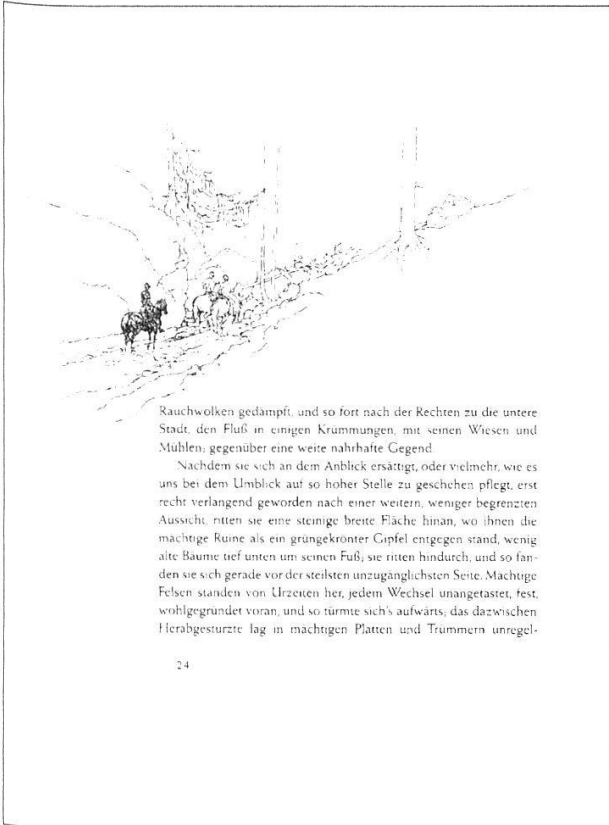 Rauchwolken gedämpft, und so fort nach der Rechten zu die untere
Stadt, den Fluß in einigen Krümmungen, mit seinen Wiesen und
Mühlen; gegenüber eine weite nahrhafte Gegend.
Nachdem sie sich an dem Anblick ersättigt, oder vielmehr, wie es
uns bei dem Umblick auf so hoher Stelle zu geschehen pflegt, erst
recht verlangend geworden nach einer weitern, weniger begrenzten
Aussicht, ritten sie eine steinige breite Fläche hinan, wo ihnen die
mächtige Ruine als ein grüngekrönter Gipfel entgegen stand, wenig
alte Bäume tief unten um seinen Fuß; sie ritten hindurch, und so fan-
den sie sich gerade vor der steilsten unzugänglichsten Seite. Mächtige
Felsen standen von Urzeiten her, jedem Wechsel unangetastet, fest,
wohlgegründet voran, und so türmte sich's aufwärts; das dazwischen
Herabgestürzte lag in mächtigen Platten und Trümmern unregel-
24